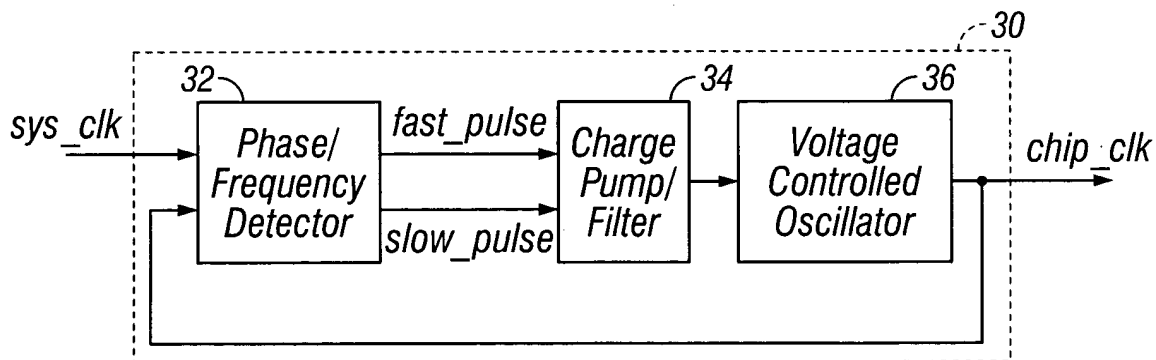 30
32
34
36
sys_clk
Phase/
Frequency
Detector
fast_pulse
slow_pulse
Charge
Pump/
Filter
Voltage
Controlled
Oscillator
chip_clk